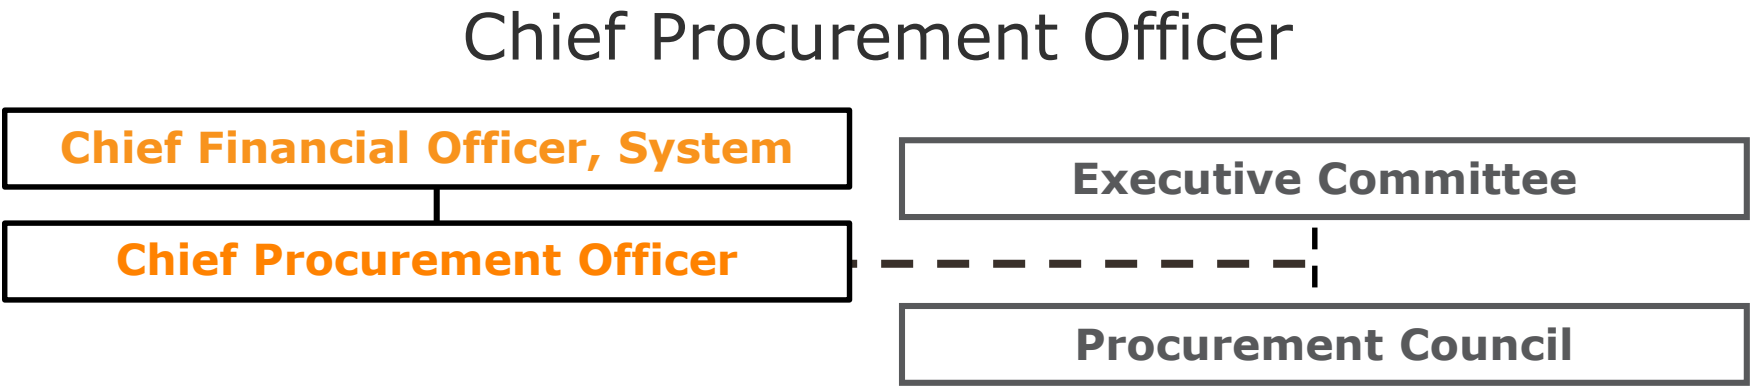 Chief Procurement Officer
Chief Financial Officer, System
Chief Procurement Officer
Executive Committee
Procurement Council